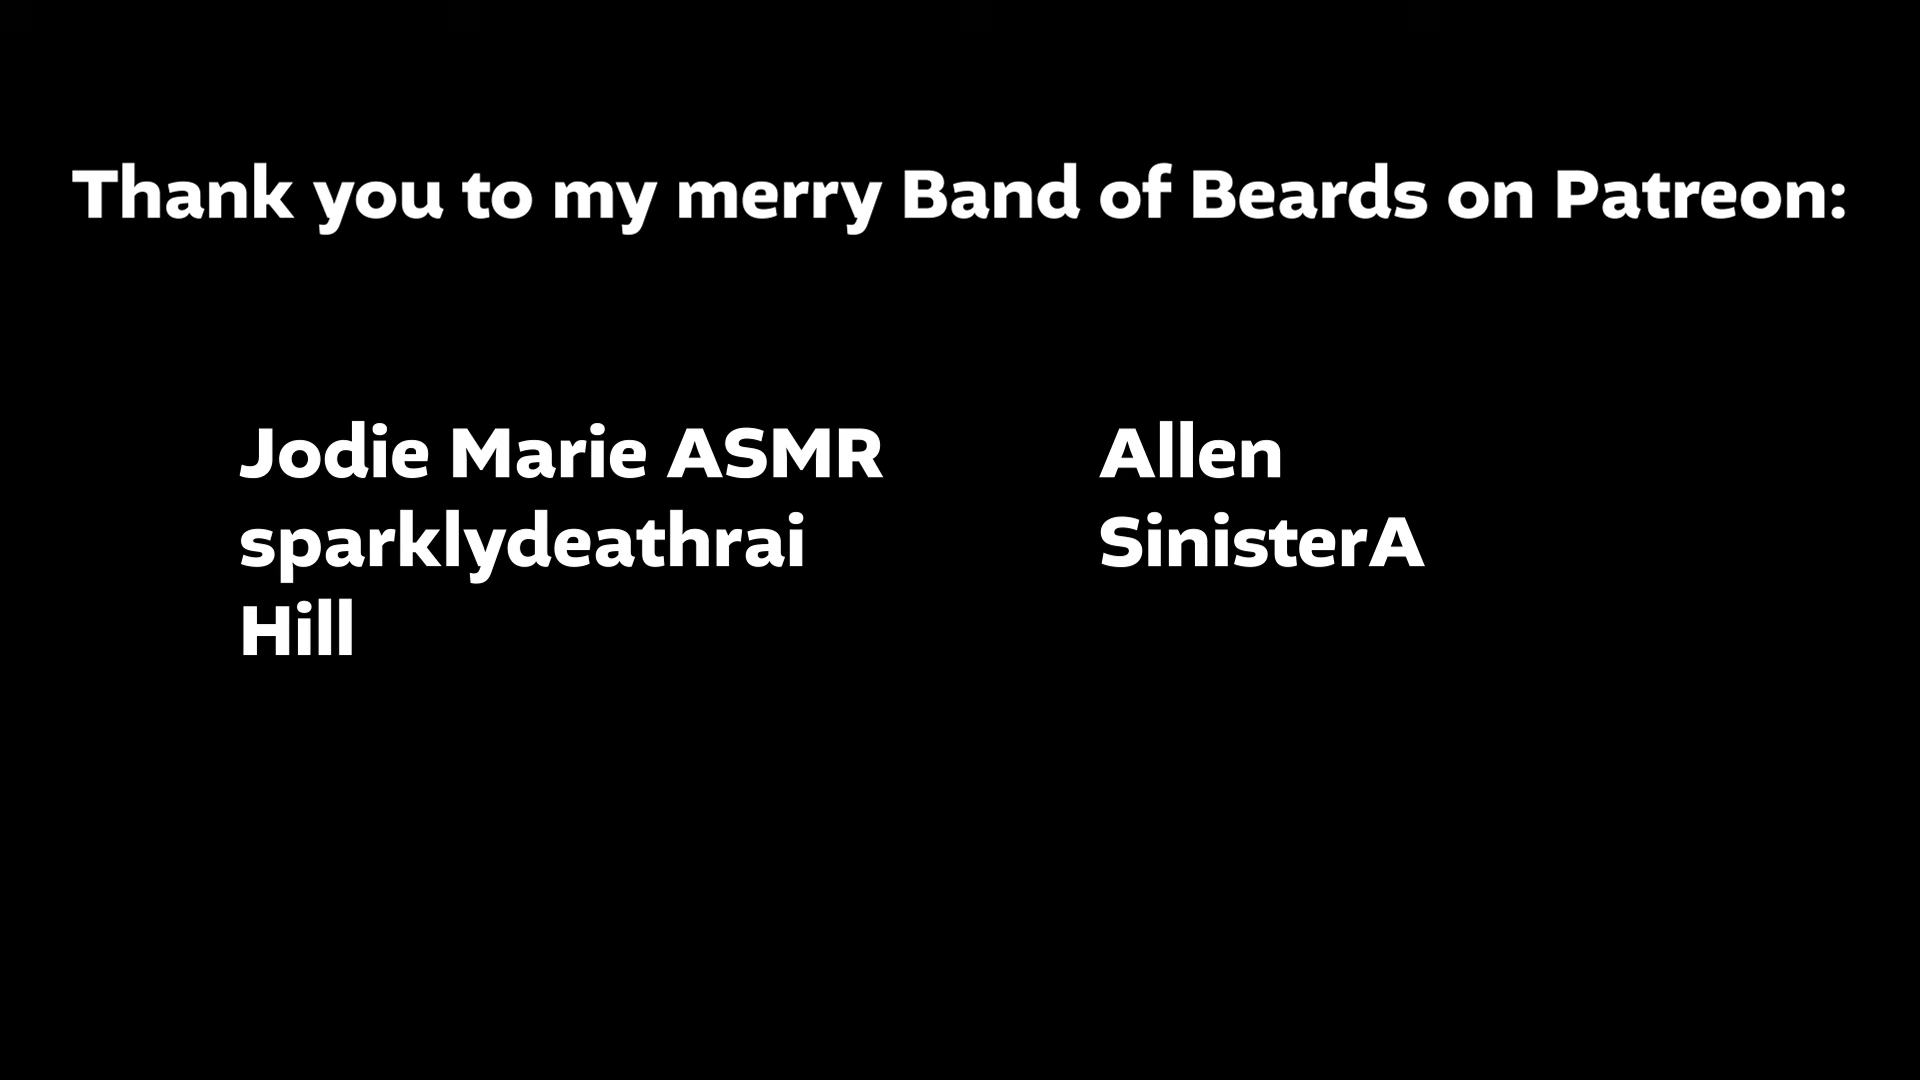 Thank you to my merry Band of Beards on Patreon:
Jodie Marie ASMR
sparklydeathrai
Hill
Allen
SinisterA